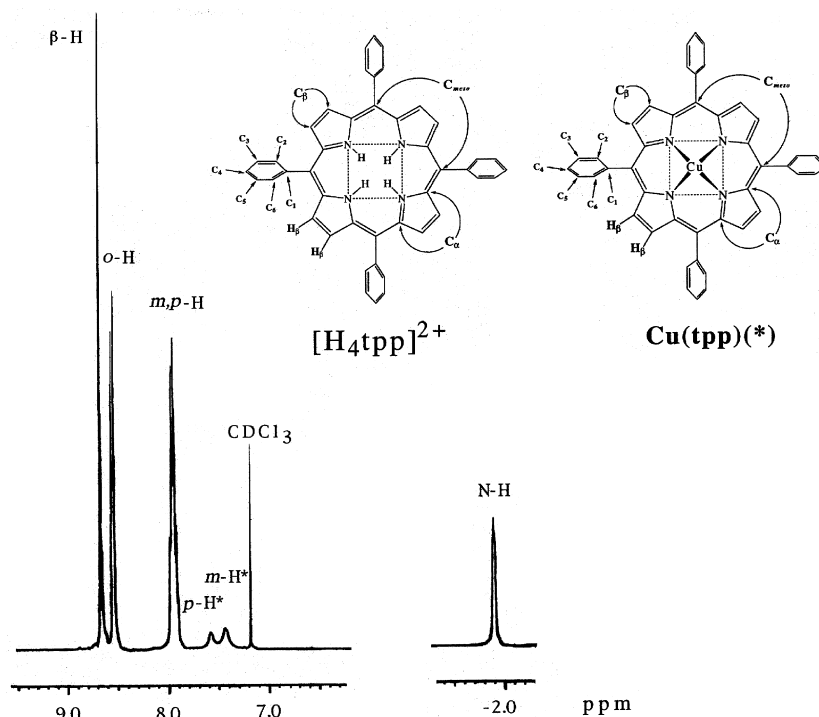 β-H
o-H
m,p-H
CDCl3
m-H*
p-H*
N-H
Cβ
Cmeso
C3
C2
C4
C5
C6
C1
N
N
H
H
H
H
N
N
Hβ
Hβ
Cα
[H4tpp]2+
Cβ
Cmeso
C3
C2
C4
C5
C6
C1
N
N
Cu
N
N
Hβ
Hβ
Cα
Cu(tpp)(*)
9.0
8.0
7.0
-2.0
ppm